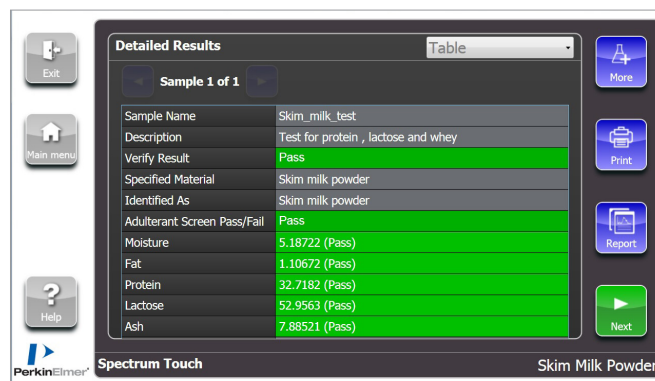 Exit
Main menu
Help
PerkinElmer
Detailed Results
Table
Sample 1 of 1
Sample Name Skim_milk_test
Description Test for protein , lactose and whey
Verify Result Pass
Specified Material Skim milk powder
Identified As Skim milk powder
Adulterant Screen Pass/Fail Pass
Moisture 5.18722 (Pass)
Fat 1.10672 (Pass)
Protein 32.7182 (Pass)
Lactose 52.9563 (Pass)
Ash 7.88521 (Pass)
More
Print
Report
Next
Spectrum Touch
Skim Milk Powder